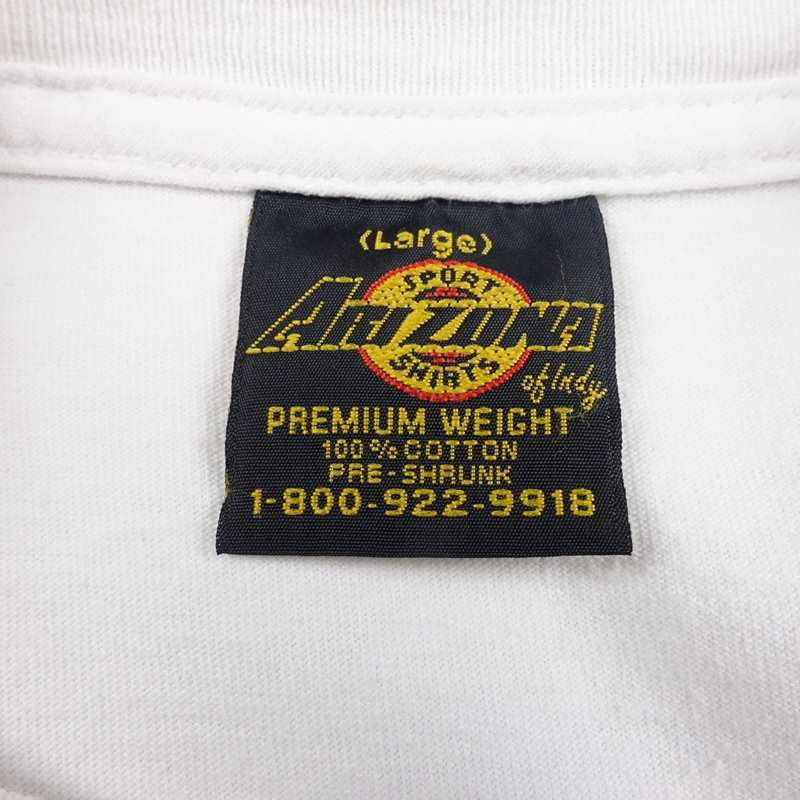 (Large)
SPORT
ARIZONA
SHIRTS
of Indy
PREMIUM WEIGHT
100% COTTON
PRE-SHRUNK
1-800-922-9918